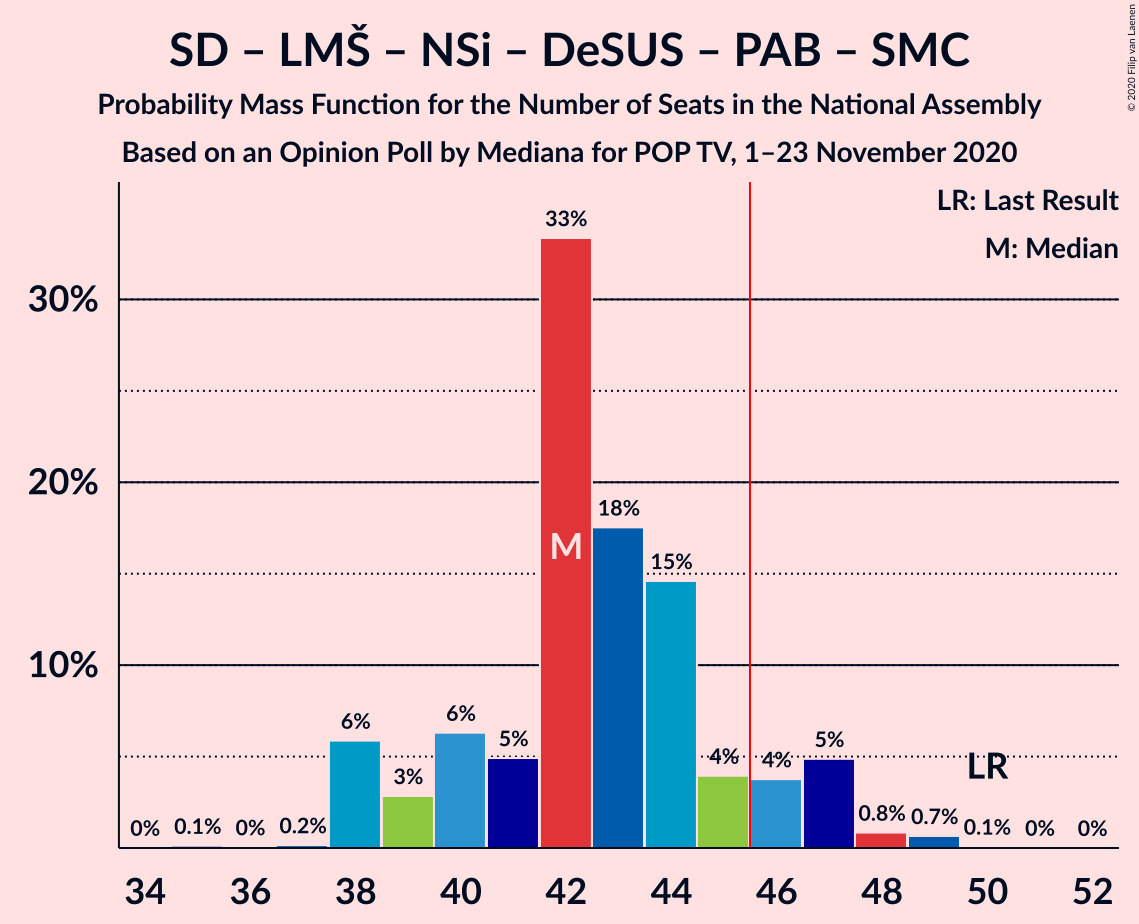 SD – LMŠ – NSi – DeSUS – PAB – SMC
Probability Mass Function for the Number of Seats in the National Assembly
Based on an Opinion Poll by Mediana for POP TV, 1–23 November 2020
© 2020 Filip van Laenen
LR: Last Result
M: Median
30%
20%
10%
0%
0.1%
0%
0.2%
6%
3%
6%
5%
33%
M
18%
15%
4%
4%
5%
0.8%
0.7%
0.1%
LR
0%
0%
34 36 38 40 42 44 46 48 50 52